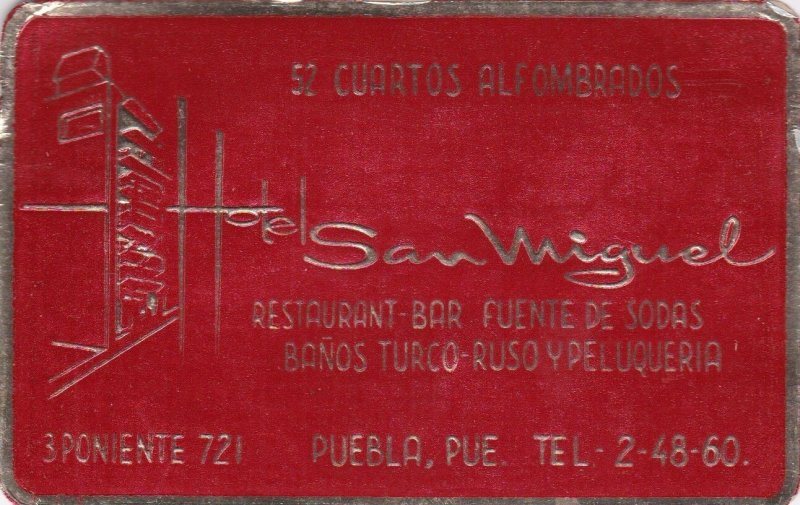 52 CUARTOS ALFOMBRADOS
Hotel San Miguel
RESTAURANT-BAR FUENTE DE SODAS
BAÑOS TURCO-RUSO Y PELUQUERIA
3 PONIENTE 721 PUEBLA, PUE. TEL- 2-48-60.